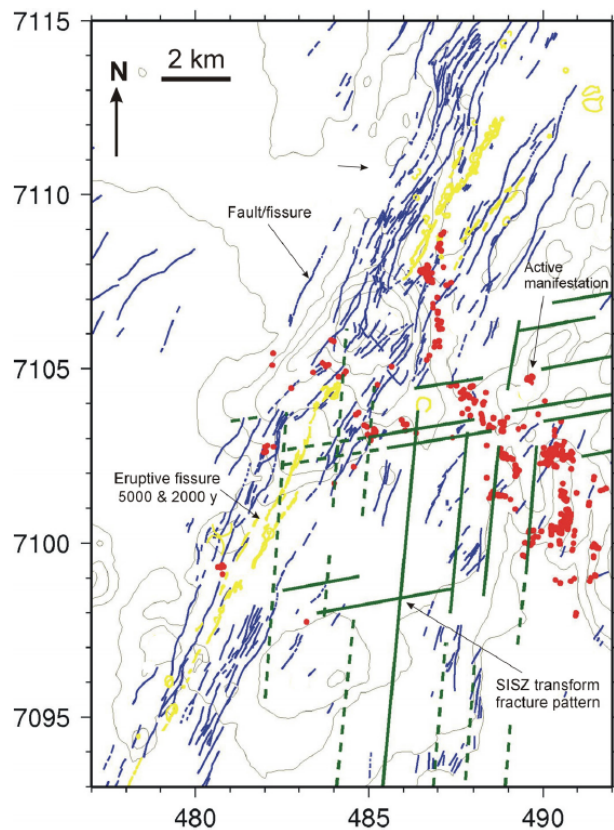 7115
2 km
N
7110
Fault/fissure
Active
manifestation
7105
Eruptive fissure
5000 & 2000 y
7100
SISZ transform
fracture pattern
7095
480
485
490